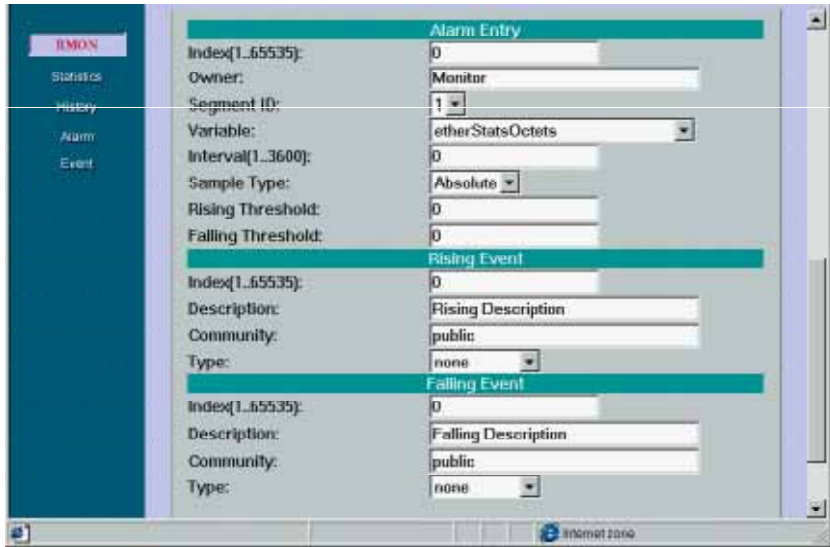 RMON
Statistics
History
Alarm
Event
Alarm Entry
Index(1..65535): 0
Owner: Monitor
Segment ID: 1
Variable: etherStatsOctets
Interval(1..3600): 0
Sample Type: Absolute
Rising Threshold: 0
Falling Threshold: 0
Rising Event
Index(1..65535): 0
Description: Rising Description
Community: public
Type: none
Falling Event
Index(1..65535): 0
Description: Falling Description
Community: public
Type: none
Internet zone